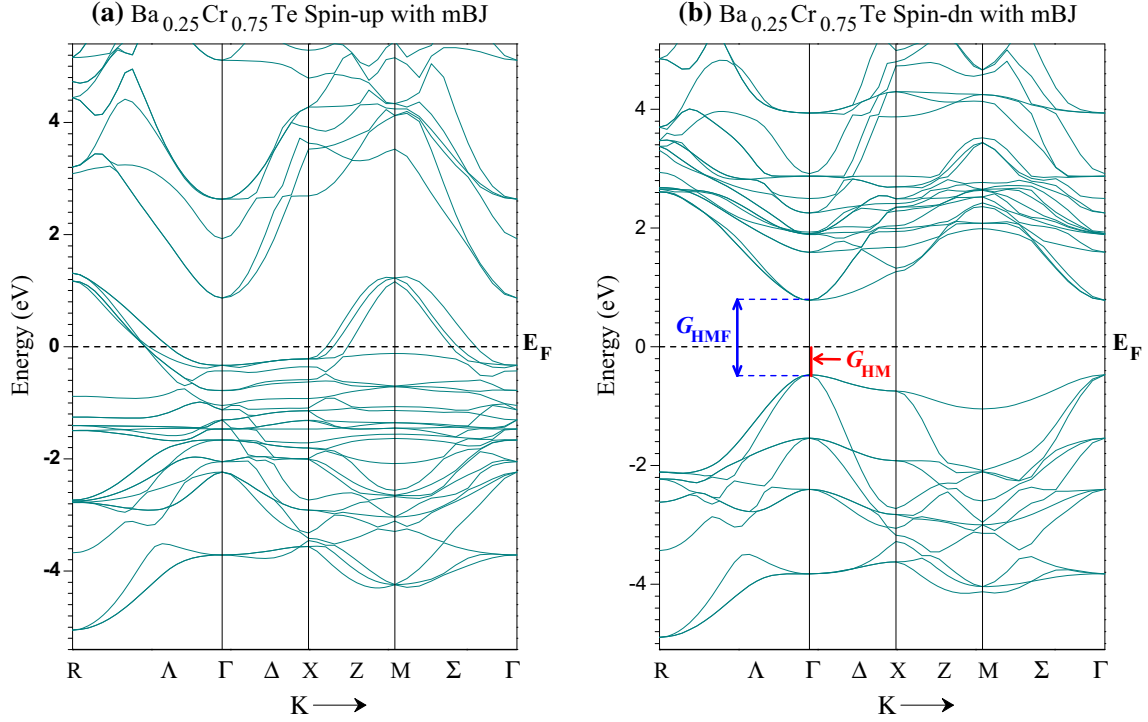 (a) Ba0.25Cr0.75Te Spin-up with mBJ
Energy (eV)
4
2
0
-2
-4
EF
R Λ Γ Δ X Z M Σ Γ
K ⟶
(b) Ba0.25Cr0.75Te Spin-dn with mBJ
Energy (eV)
4
2
0
-2
-4
GHMF
GHM
EF
R Λ Γ Δ X Z M Σ Γ
K ⟶